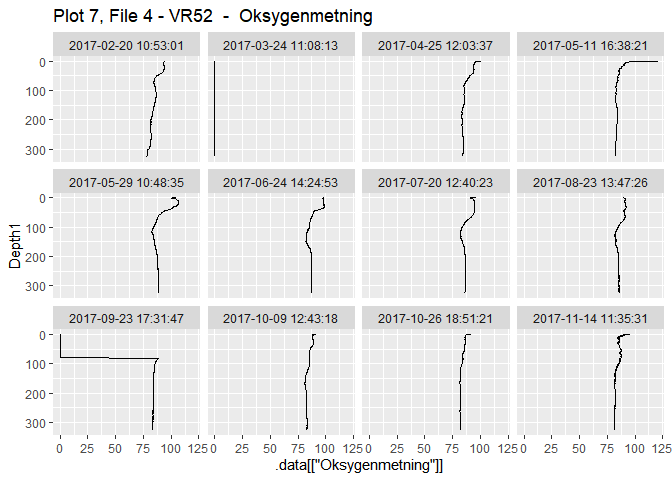 Plot 7, File 4 - VR52  -  Oksygenmetning
2017-02-20 10:53:01 2017-03-24 11:08:13 2017-04-25 12:03:37 2017-05-11 16:38:21
0
100
200
300
2017-05-29 10:48:35 2017-06-24 14:24:53 2017-07-20 12:40:23 2017-08-23 13:47:26
0
100
200
300
Depth1
2017-09-23 17:31:47 2017-10-09 12:43:18 2017-10-26 18:51:21 2017-11-14 11:35:31
0
100
200
300
0 25 50 75 100 125 0 25 50 75 100 125 0 25 50 75 100 125 0 25 50 75 100 125
.data[["Oksygenmetning"]]